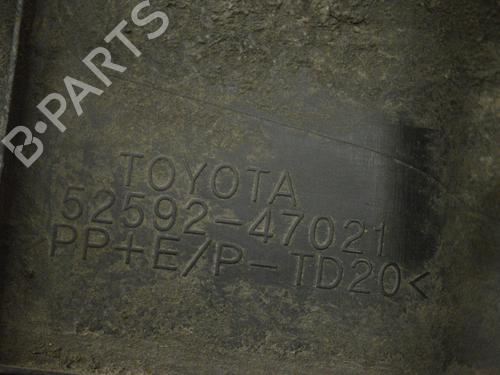 B-PARTS
TOYOTA
52592-47021
>PP+E/P-TD20<